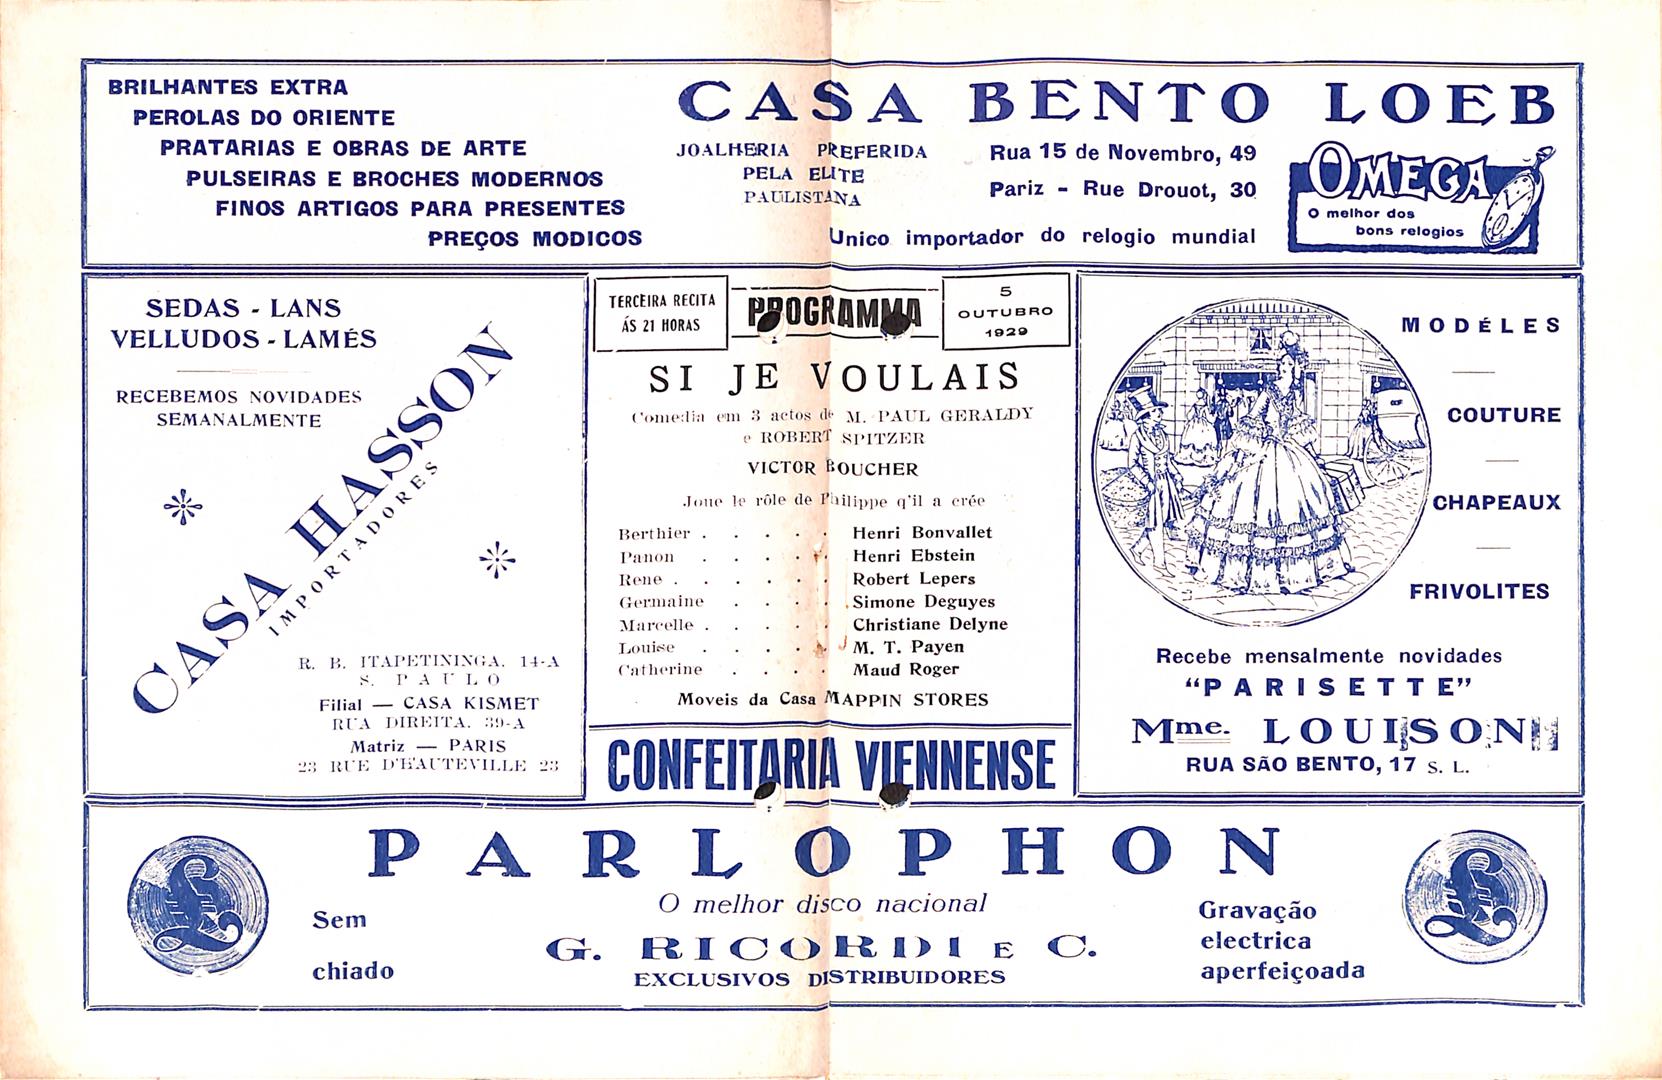 BRILHANTES EXTRA
PEROLAS DO ORIENTE
PRATARIAS E OBRAS DE ARTE
PULSEIRAS E BROCHES MODERNOS
FINOS ARTIGOS PARA PRESENTES
PREÇOS MODICOS
CASA BENTO LOEB
JOALHERIA PREFERIDA
PELA ELITE
PAULISTANA
Rua 15 de Novembro, 49
Pariz - Rue Drouot, 30
Unico importador do relogio mundial
OMEGA
O melhor dos
bons relogios
SEDAS - LANS
VELLUDOS - LAMÉS
RECEBEMOS NOVIDADES
SEMANALMENTE
CASA HASSON
IMPORTADORES
R. B. ITAPETININGA, 14-A
S. PAULO
Filial — CASA KISMET
RUA DIREITA, 39-A
Matriz — PARIS
23 RUE D'HAUTEVILLE 23
TERCEIRA RECITA
ÁS 21 HORAS
PROGRAMMA
5
OUTUBRO
1929
SI JE VOULAIS
Comedia em 3 actos de M. PAUL GERALDY
e ROBERT SPITZER
VICTOR BOUCHER
Joue le rôle de Philippe q'il a crée
Berthier . . . . . Henri Bonvallet
Panon . . . . . Henri Ebstein
Rene . . . . . . Robert Lepers
Germaine . . . . Simone Deguyes
Marcelle . . . . . Christiane Delyne
Louise . . . . . M. T. Payen
Catherine . . . . Maud Roger
Moveis da Casa MAPPIN STORES
CONFEITARIA VIENNENSE
MODÉLES
COUTURE
CHAPEAUX
FRIVOLITES
Recebe mensalmente novidades
“PARISETTE”
Mme. LOUISON
RUA SÃO BENTO, 17 S. L.
PARLOPHON
O melhor disco nacional
G. RICORDI E C.
EXCLUSIVOS DISTRIBUIDORES
Sem
chiado
Gravação
electrica
aperfeiçoada